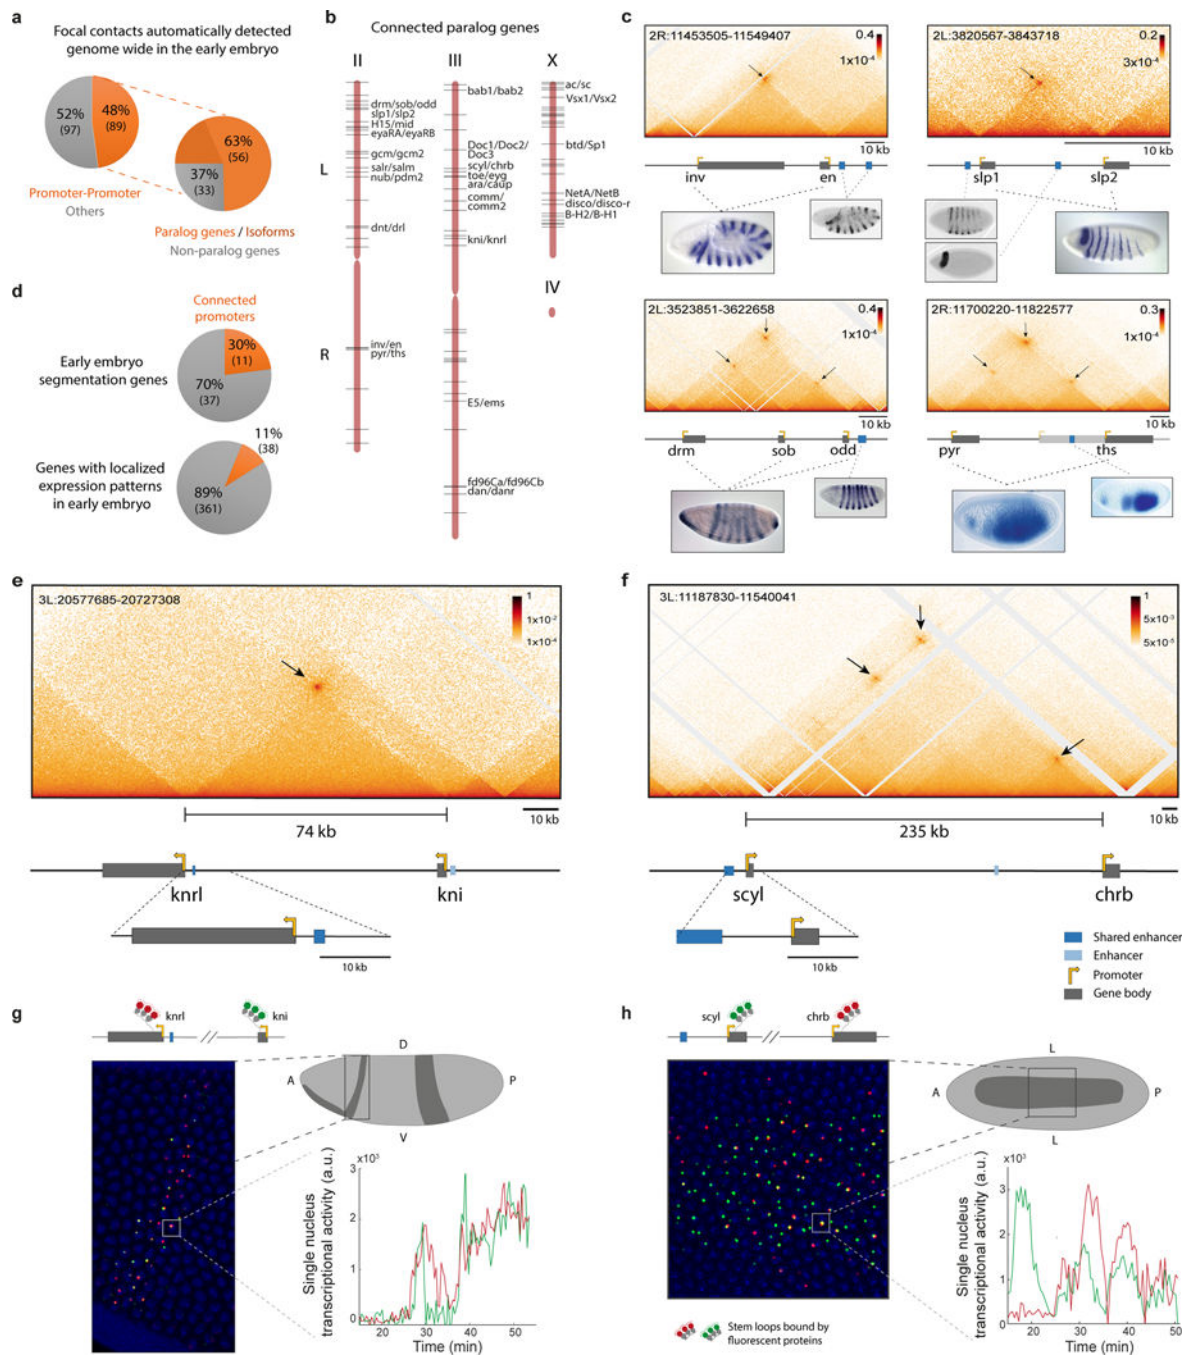 a
Focal contacts automatically detected
genome wide in the early embryo
52%
(97)
48%
(89)
63%
(56)
37%
(33)
Promoter-Promoter
Others
Paralog genes / Isoforms
Non-paralog genes
b
Connected paralog genes
II
III
X
L
R
drm/sob/odd
slp1/slp2
H15/mid
eyaRA/eyaRB
gcm/gcm2
salr/salm
nub/pdm2
dnt/drl
inv/en
pyr/ths
bab1/bab2
Doc1/Doc2/
Doc3
scyl/chrb
toe/eyg
ara/caup
comm/
comm2
kni/knrl
E5/ems
fd96Ca/fd96Cb
dan/danr
ac/sc
Vsx1/Vsx2
btd/Sp1
NetA/NetB
disco/disco-r
B-H2/B-H1
IV
c
2R:11453505-11549407
0.4
1x10⁻⁴
10 kb
inv
en
2L:3820567-3843718
0.2
3x10⁻⁴
10 kb
slp1
slp2
2L:3523851-3622658
0.4
1x10⁻⁴
10 kb
drm
sob
odd
2R:11700220-11822577
0.3
1x10⁻⁴
10 kb
pyr
ths
d
Connected
promoters
Early embryo
segmentation genes
30%
(11)
70%
(37)
Genes with localized
expression patterns
in early embryo
11%
(38)
89%
(361)
e
3L:20577685-20727308
1
1x10⁻²
1x10⁻⁴
10 kb
74 kb
knrl
kni
10 kb
f
3L:11187830-11540041
1
5x10⁻³
5x10⁻⁵
10 kb
235 kb
scyl
chrb
10 kb
Shared enhancer
Enhancer
Promoter
Gene body
g
knrl
kni
D
A
P
V
x10³
3
2
1
0
Single nucleus
transcriptional activity (a.u.)
20
30
40
50
Time (min)
h
scyl
chrb
L
A
P
L
x10³
3
2
1
0
Single nucleus
transcriptional activity (a.u.)
20
30
40
50
Time (min)
Stem loops bound by
fluorescent proteins